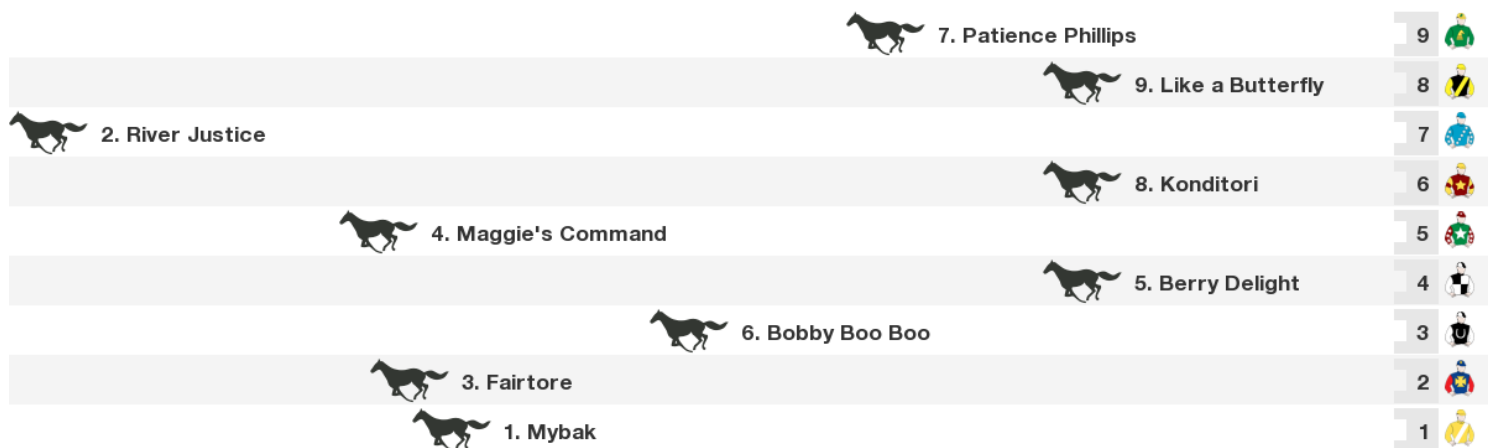 7. Patience Phillips 9
9. Like a Butterfly 8
2. River Justice 7
8. Konditori 6
4. Maggie's Command 5
5. Berry Delight 4
6. Bobby Boo Boo 3
3. Fairtore 2
1. Mybak 1